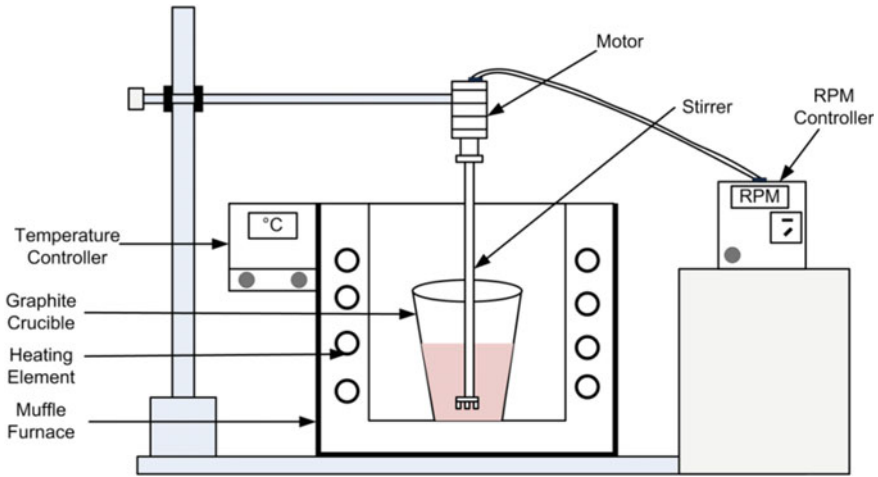 Motor
Stirrer
RPM
Controller
RPM
°C
Temperature
Controller
Graphite
Crucible
Heating
Element
Muffle
Furnace